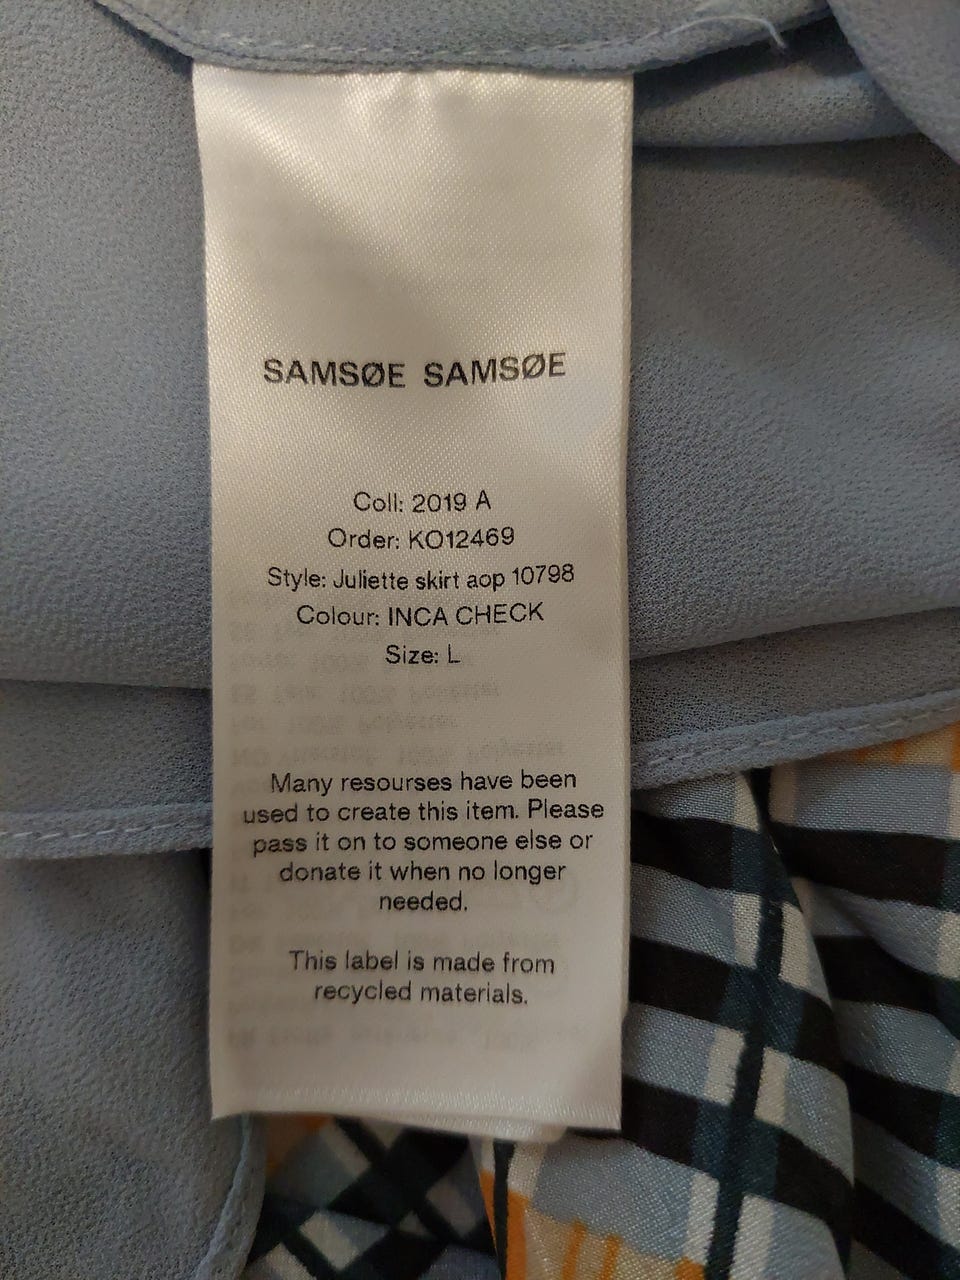 SAMSØE SAMSØE
Coll: 2019 A
Order: KO12469
Style: Juliette skirt aop 10798
Colour: INCA CHECK
Size: L
Many resourses have been
used to create this item. Please
pass it on to someone else or
donate it when no longer
needed.
This label is made from
recycled materials.